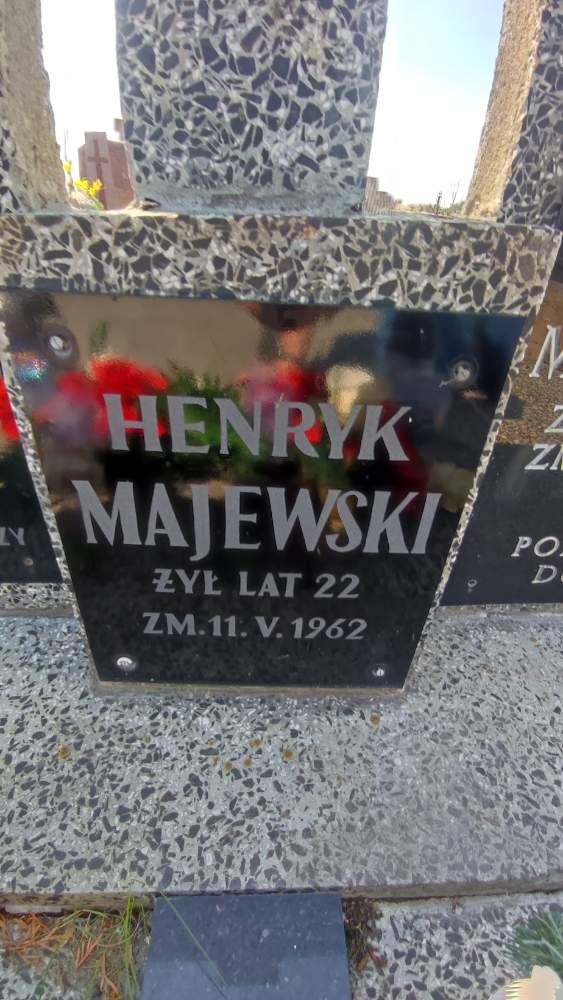 HENRYK
MAJEWSKI
ŻYŁ LAT 22
ZM. 11. V. 1962